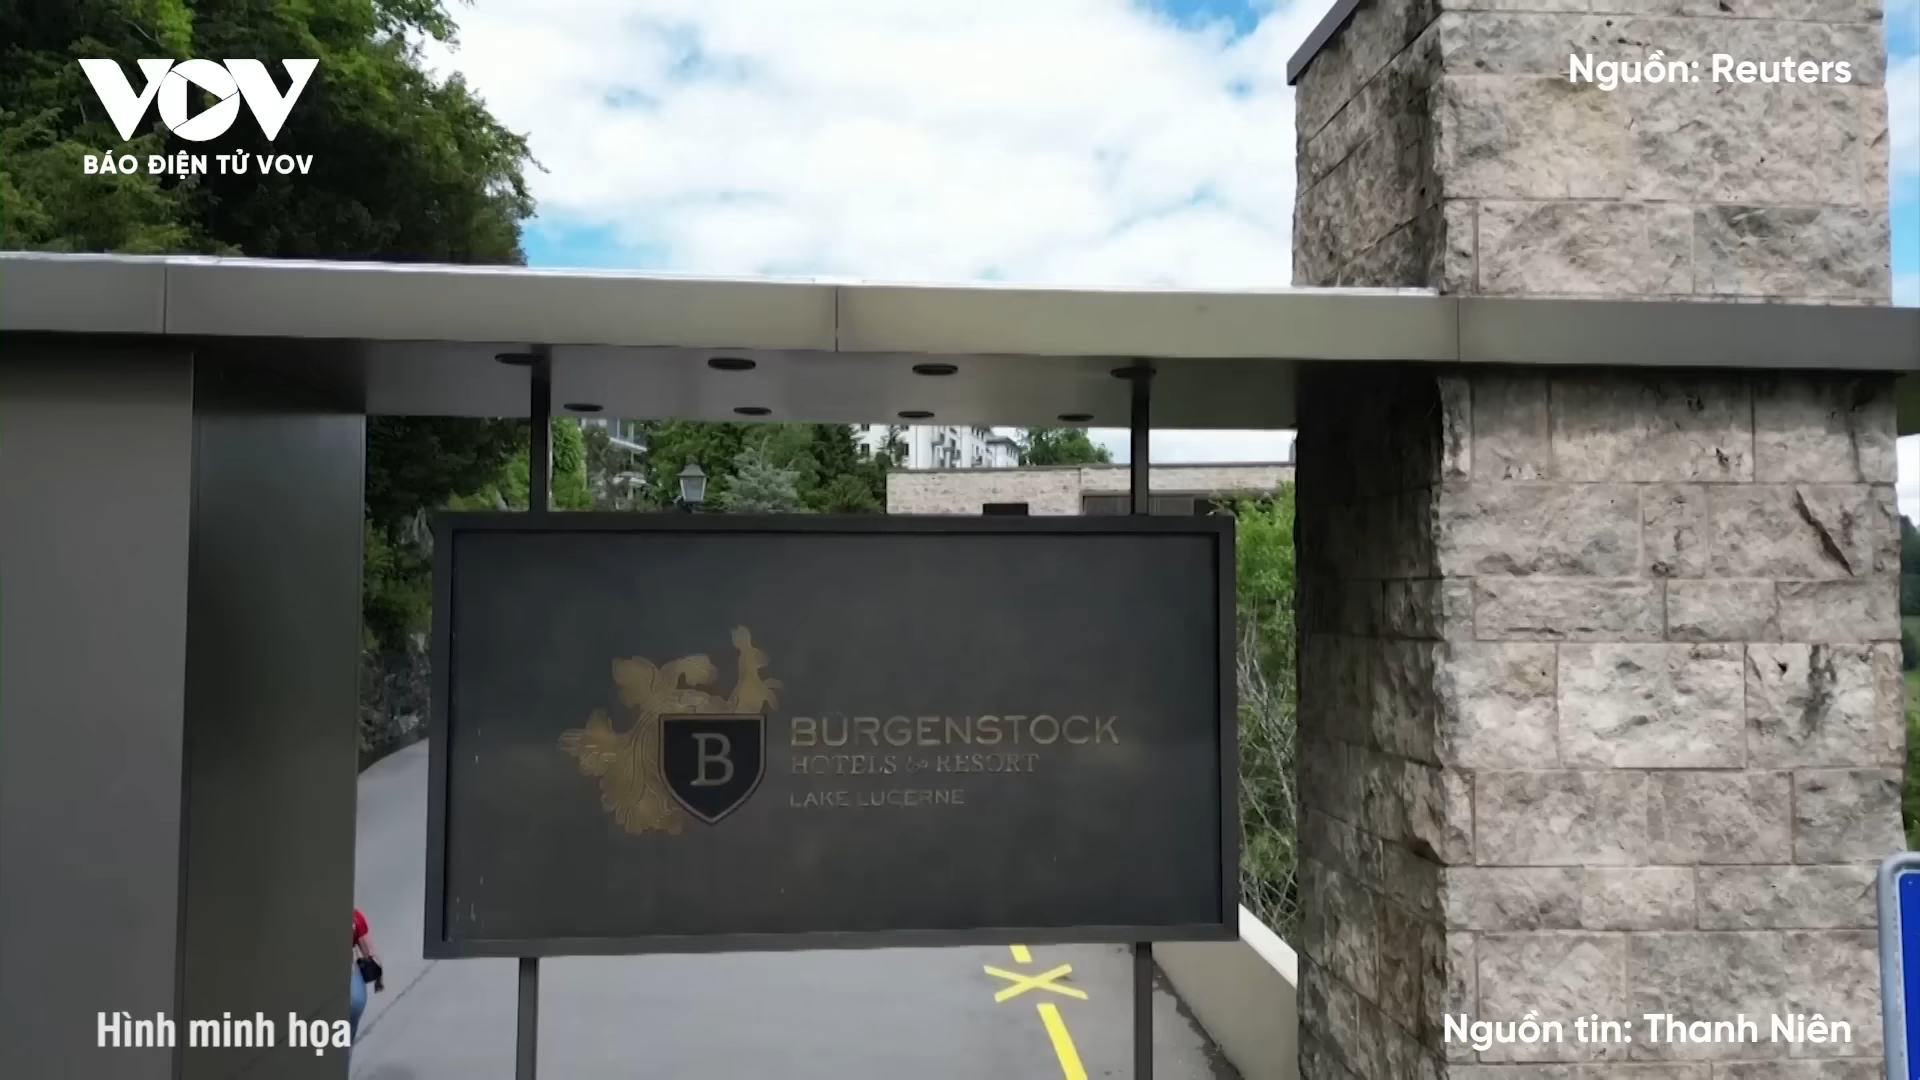 VOV
BÁO ĐIỆN TỬ VOV
Nguồn: Reuters
B
BÜRGENSTOCK
HOTELS & RESORT
LAKE LUCERNE
Hình minh họa
Nguồn tin: Thanh Niên